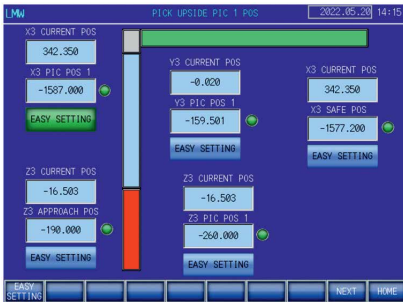 LMW PICK UPSIDE PIC 1 POS 2022.05.20 14:15
X3 CURRENT POS
342.350
X3 PIC POS 1
-1587.000
EASY SETTING
Y3 CURRENT POS
-0.020
Y3 PIC POS 1
-159.501
EASY SETTING
X3 CURRENT POS
342.350
X3 SAFE POS
-1577.200
EASY SETTING
Z3 CURRENT POS
-16.503
Z3 APPROACH POS
-190.000
EASY SETTING
Z3 CURRENT POS
-16.503
Z3 PIC POS 1
-260.000
EASY SETTING
EASY
SETTING
NEXT HOME